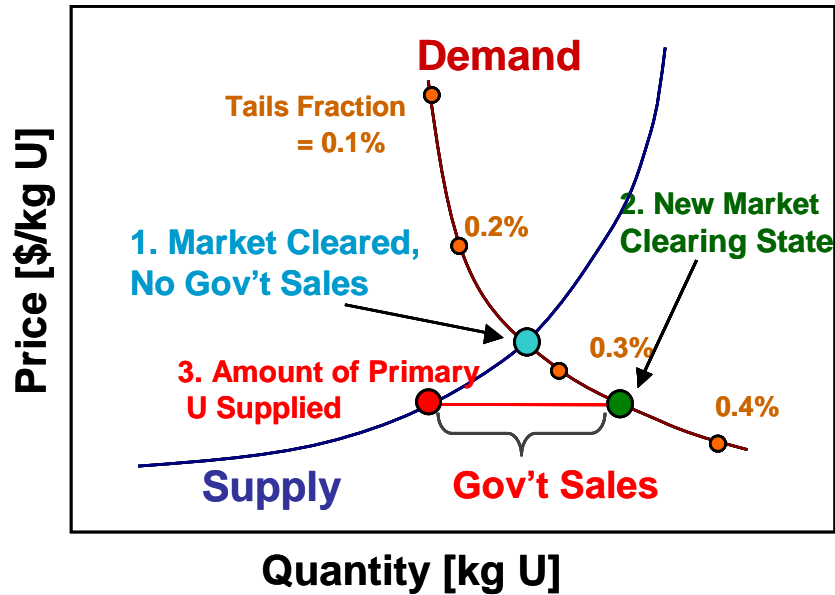 Demand
Tails Fraction
= 0.1%
0.2%
2. New Market
Clearing State
1. Market Cleared,
No Gov't Sales
0.3%
3. Amount of Primary
U Supplied
0.4%
Supply
Gov't Sales
Price [$/kg U]
Quantity [kg U]